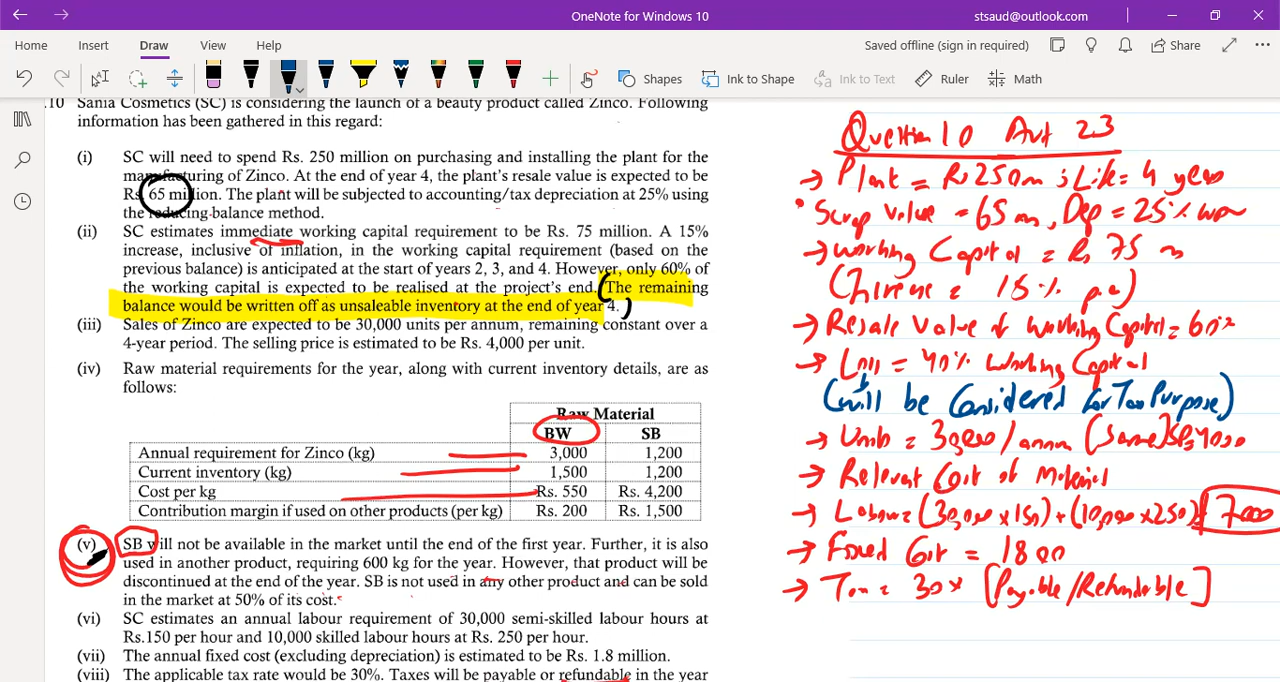 OneNote for Windows 10
stsaud@outlook.com
Home Insert Draw View Help
Saved offline (sign in required)
Share
Shapes
Ink to Shape
Ink to Text
Ruler
Math
.10 Sania Cosmetics (SC) is considering the launch of a beauty product called Zinco. Following
information has been gathered in this regard:
(i) SC will need to spend Rs. 250 million on purchasing and installing the plant for the
manufacturing of Zinco. At the end of year 4, the plant's resale value is expected to be
Rs 65 million. The plant will be subjected to accounting/tax depreciation at 25% using
the reducing balance method.
(ii) SC estimates immediate working capital requirement to be Rs. 75 million. A 15%
increase, inclusive of inflation, in the working capital requirement (based on the
previous balance) is anticipated at the start of years 2, 3, and 4. However, only 60% of
the working capital is expected to be realised at the project's end. (The remaining
balance would be written off as unsaleable inventory at the end of year 4.)
(iii) Sales of Zinco are expected to be 30,000 units per annum, remaining constant over a
4-year period. The selling price is estimated to be Rs. 4,000 per unit.
(iv) Raw material requirements for the year, along with current inventory details, are as
follows:
Raw Material
BW SB
Annual requirement for Zinco (kg) 3,000 1,200
Current inventory (kg) 1,500 1,200
Cost per kg Rs. 550 Rs. 4,200
Contribution margin if used on other products (per kg) Rs. 200 Rs. 1,500
(v) SB will not be available in the market until the end of the first year. Further, it is also
used in another product, requiring 600 kg for the year. However, that product will be
discontinued at the end of the year. SB is not used in any other product and can be sold
in the market at 50% of its cost.
(vi) SC estimates an annual labour requirement of 30,000 semi-skilled labour hours at
Rs.150 per hour and 10,000 skilled labour hours at Rs. 250 per hour.
(vii) The annual fixed cost (excluding depreciation) is estimated to be Rs. 1.8 million.
(viii) The applicable tax rate would be 30%. Taxes will be payable or refundable in the year
Question 10 Aut 23
→ Plant = Rs 250m ; Life = 4 years
Scrap Value = 65 m, Dep = 25%
→ Working Capital = Rs 75 m
= 15% p.a)
→ Resale Value of Working Capital = 60%
→ Loss = 40% Working Capital
(will be Considered for Tax Purpose)
→ Units = 30,000/annum (Same)
→ Relevant Cost of Material
→ Labour = (30,000 x 150) + (10,000 x 250) 7000
→ Fixed Cost = 1800
→ Tax = 30% [Payable/Refundable]